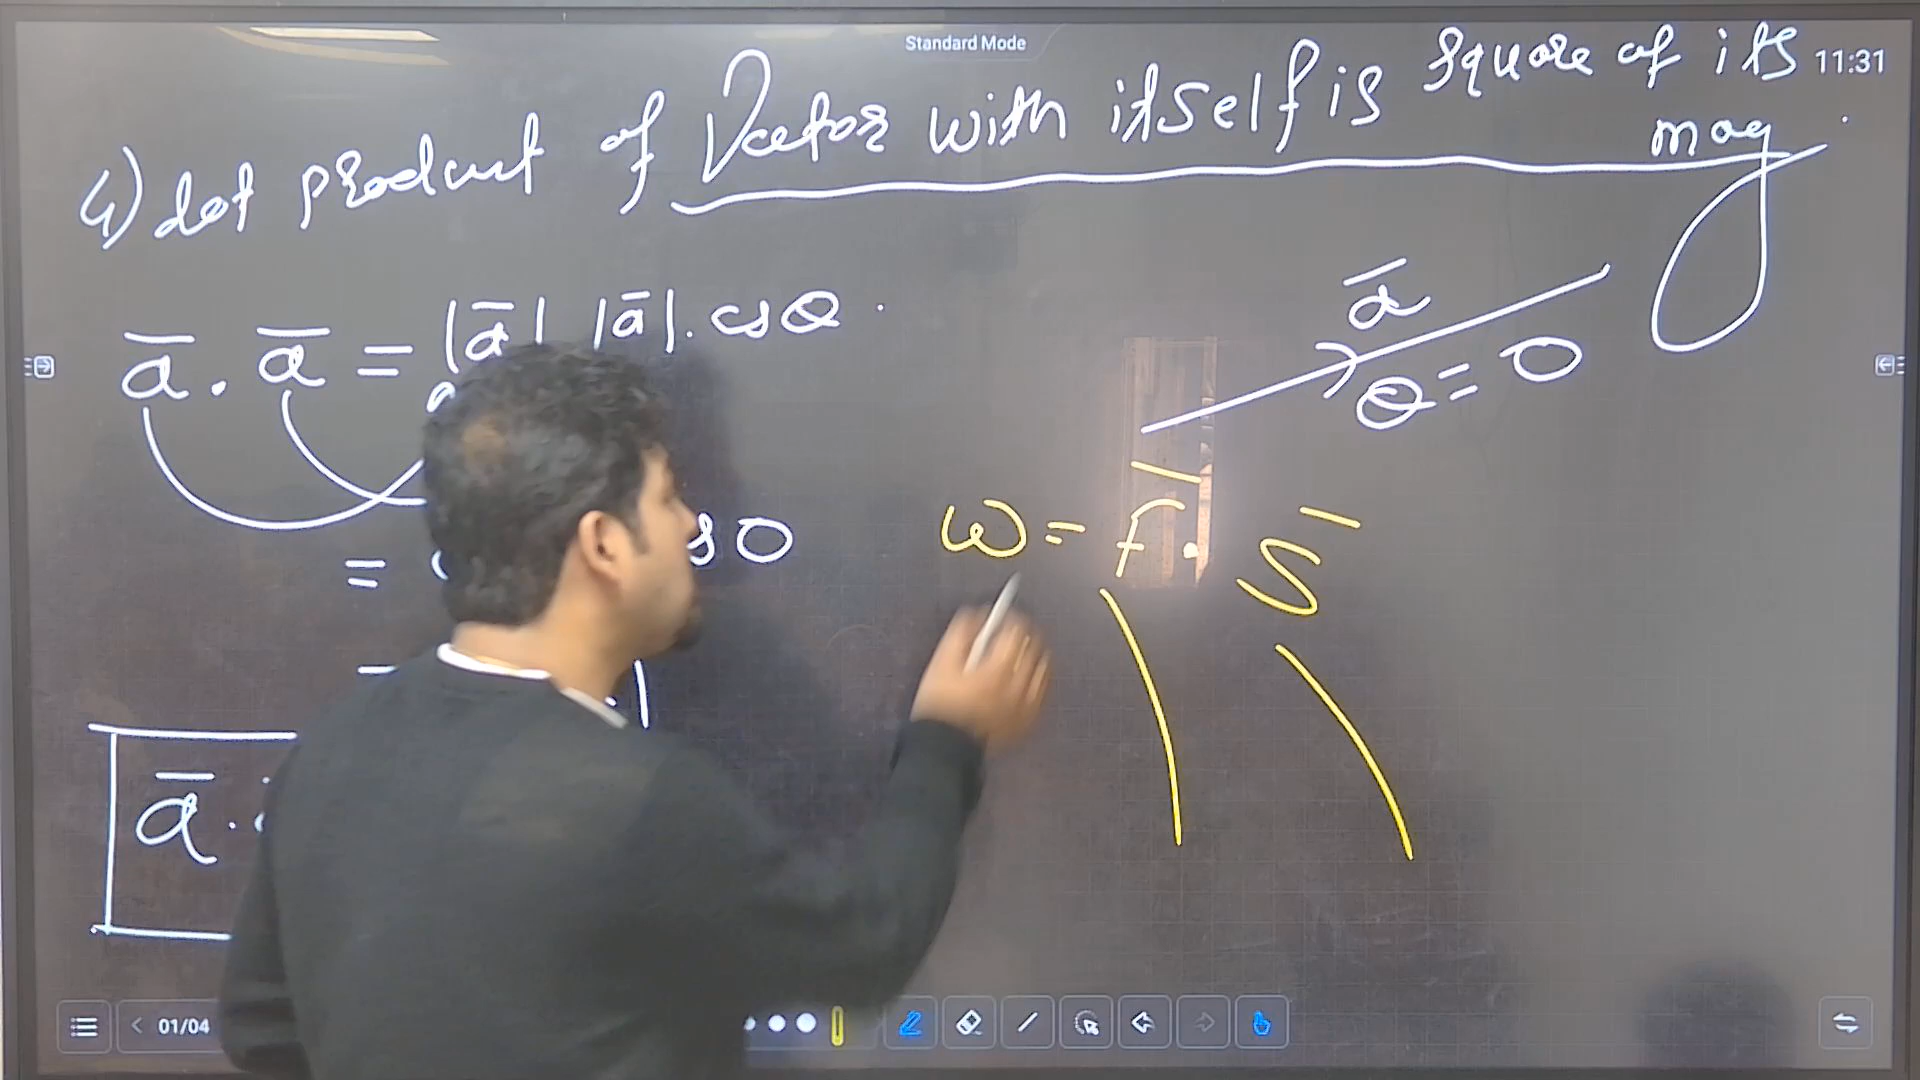 Standard Mode
11:31
4) dot product of Vector with itself is square of its
mag
a̅ . a̅ = |a̅| |a̅| . cosθ
a̅
θ = 0
= s 0
w = f̅ . s̅
=
a̅ .
01/04